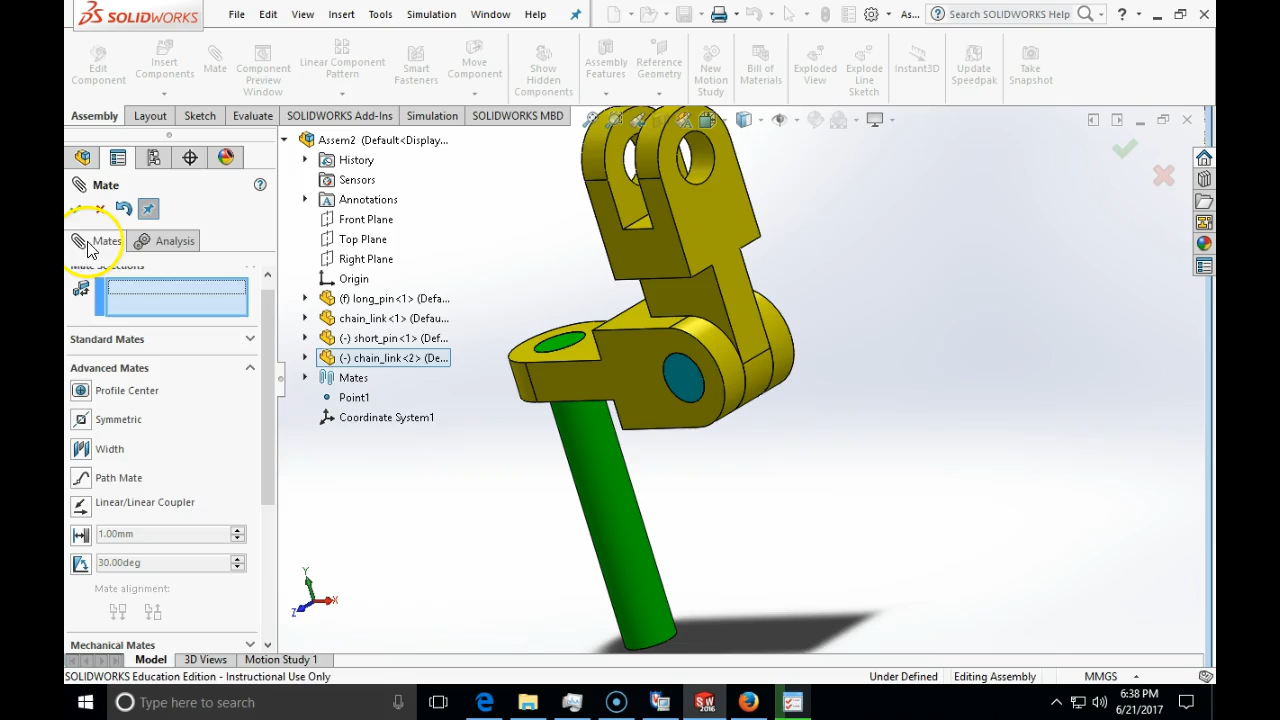 SOLIDWORKS File Edit View Insert Tools Simulation Window Help As... Search SOLIDWORKS Help ?
Edit Component
Insert Components
Mate
Component Preview Window
Linear Component Pattern
Smart Fasteners
Move Component
Show Hidden Components
Assembly Features
Reference Geometry
New Motion Study
Bill of Materials
Exploded View
Explode Line Sketch
Instant3D
Update Speedpak
Take Snapshot
Assembly Layout Sketch Evaluate SOLIDWORKS Add-Ins Simulation SOLIDWORKS MBD
Mate
Mates Analysis
Mate Selections
Standard Mates
Advanced Mates
Profile Center
Symmetric
Width
Path Mate
Linear/Linear Coupler
1.00mm
30.00deg
Mate alignment:
Mechanical Mates
Assem2 (Default<Display...
History
Sensors
Annotations
Front Plane
Top Plane
Right Plane
Origin
(f) long_pin<1> (Defa...
chain_link<1> (Defau...
(-) short_pin<1> (Def...
(-) chain_link<2> (De...
Mates
Point1
Coordinate System1
Y
Z X
Model 3D Views Motion Study 1
SOLIDWORKS Education Edition - Instructional Use Only Under Defined Editing Assembly MMGS
Type here to search
SW 2016
6:38 PM
6/21/2017